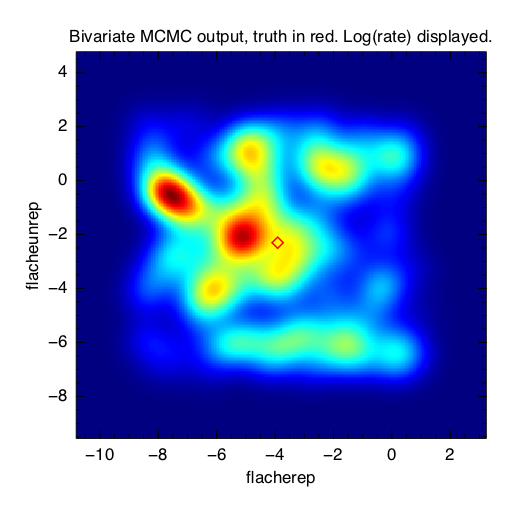 Bivariate MCMC output, truth in red. Log(rate) displayed.
4
2
0
−2
−4
−6
−8
flacheunrep
−10 −8 −6 −4 −2 0 2
flacherep